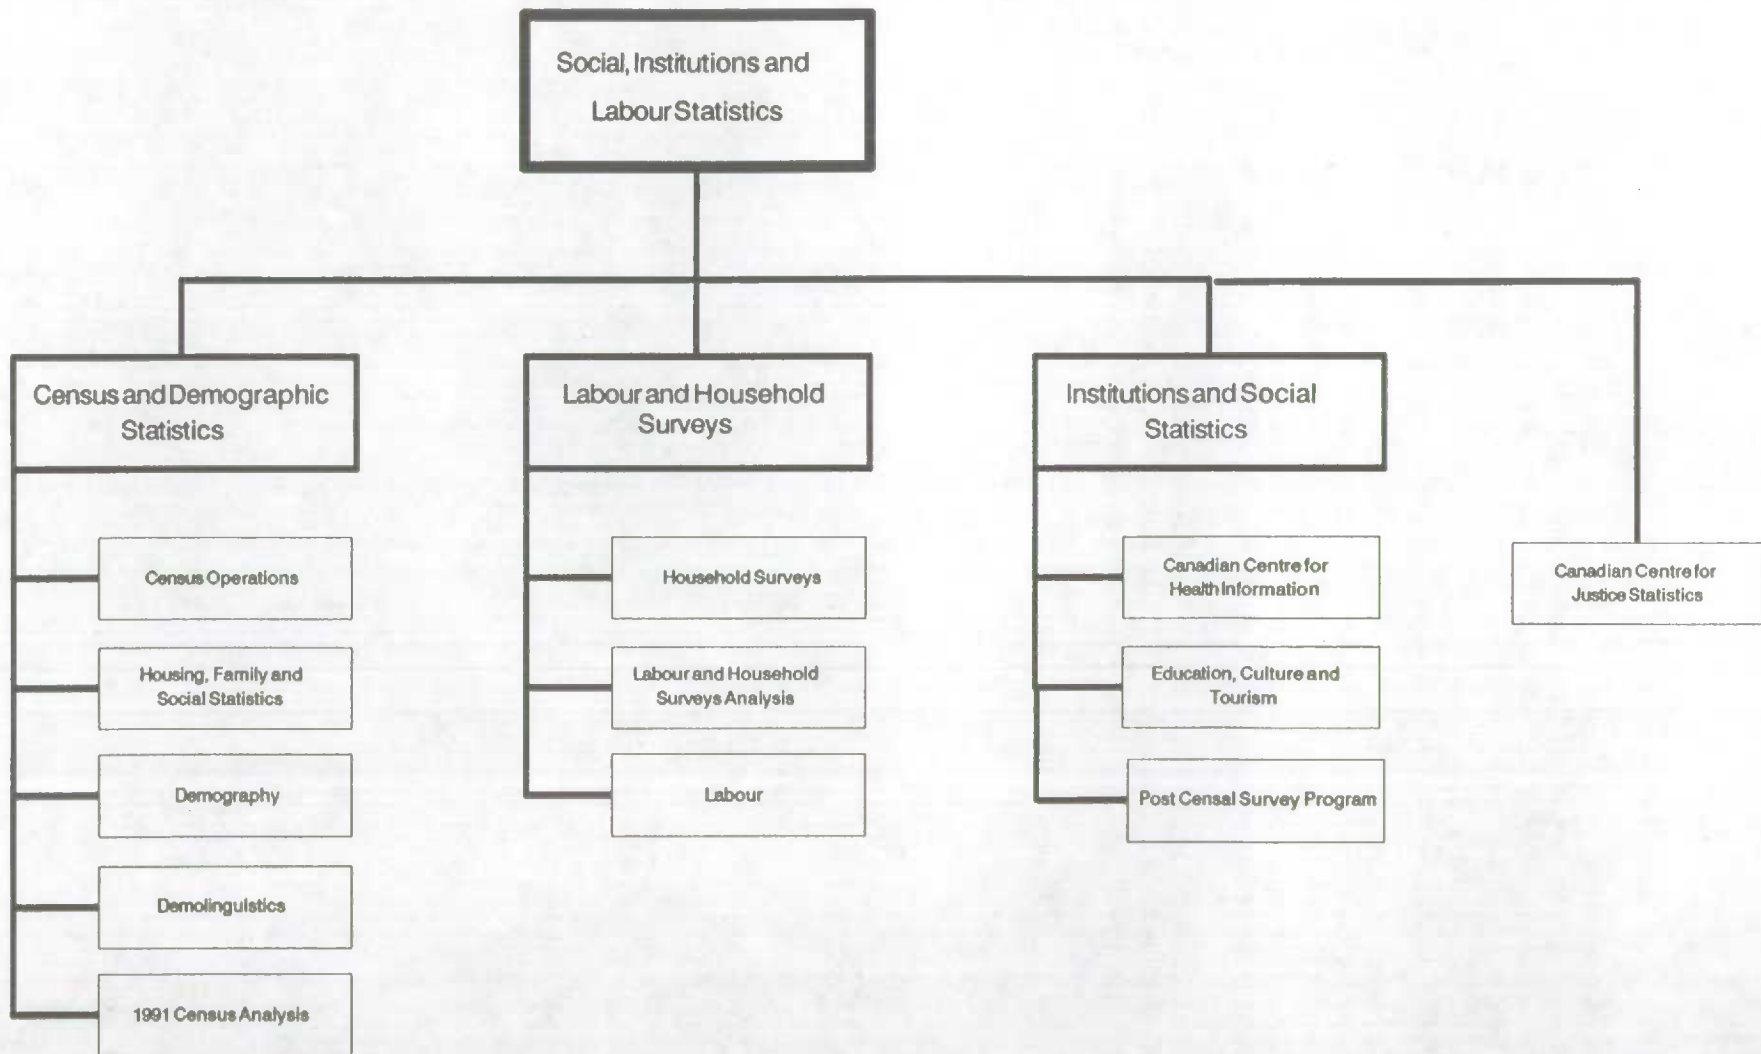 Social, Institutions and
Labour Statistics
Census and Demographic
Statistics
Census Operations
Housing, Family and
Social Statistics
Demography
Demolinguistics
1991 Census Analysis
Labour and Household
Surveys
Household Surveys
Labour and Household
Surveys Analysis
Labour
Institutions and Social
Statistics
Canadian Centre for
Health Information
Education, Culture and
Tourism
Post Censal Survey Program
Canadian Centre for
Justice Statistics